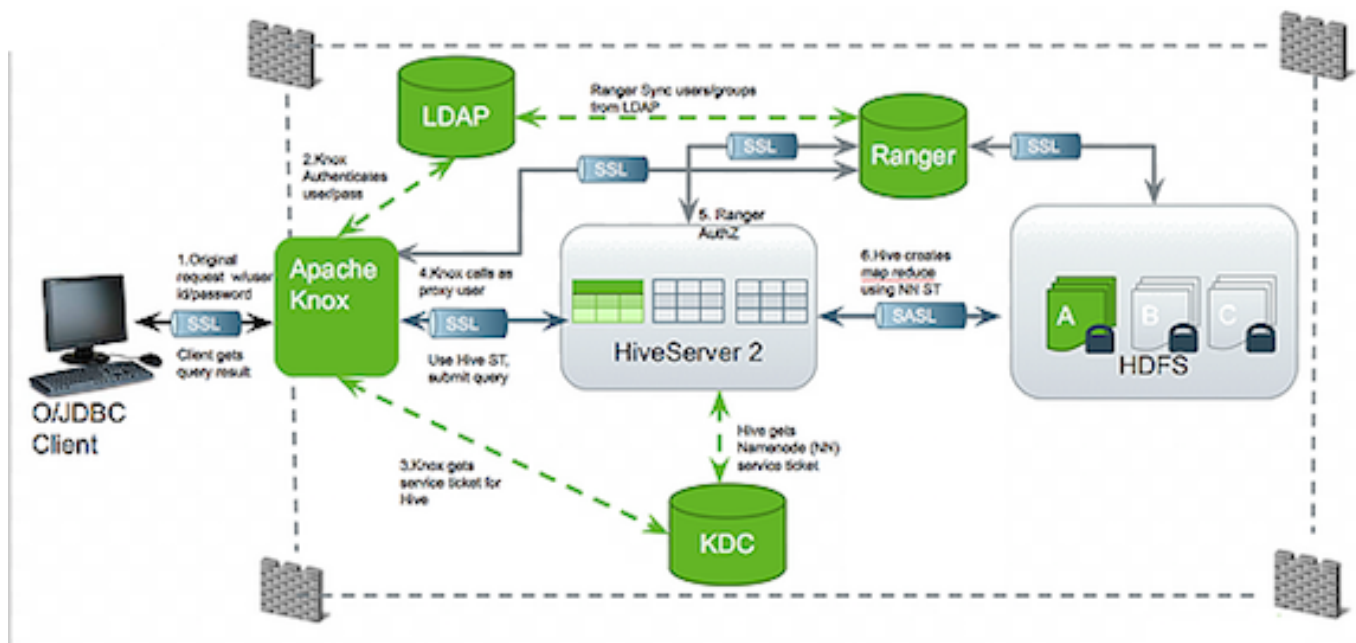 LDAP
Ranger Sync users/groups
from LDAP
Ranger
SSL
SSL
SSL
2.Knox
Authenticates
user/pass
5. Ranger
AuthZ
Apache
Knox
1.Original
request w/user
id/password
SSL
Client gets
query result
O/JDBC
Client
4.Knox calls as
proxy user
SSL
Use Hive ST,
submit query
HiveServer 2
6.Hive creates
map reduce
using NN ST
SASL
A
B
C
HDFS
3.Knox gets
service ticket for
Hive
Hive gets
Namenode (NN)
service ticket
KDC